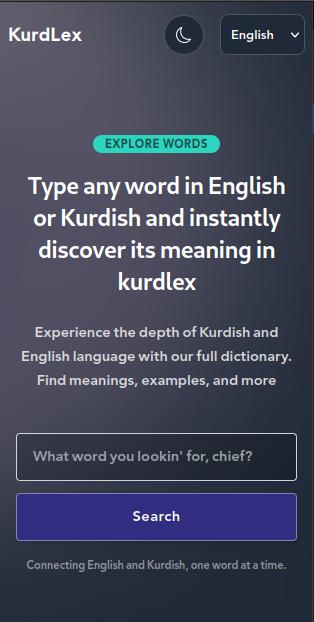 KurdLex
English
EXPLORE WORDS
Type any word in English
or Kurdish and instantly
discover its meaning in
kurdlex
Experience the depth of Kurdish and
English language with our full dictionary.
Find meanings, examples, and more
What word you lookin' for, chief?
Search
Connecting English and Kurdish, one word at a time.